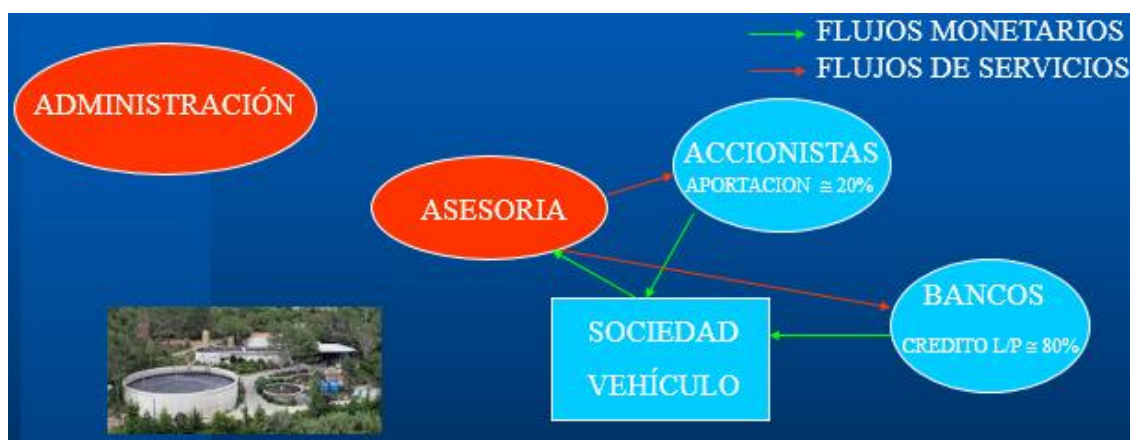 FLUJOS MONETARIOS
FLUJOS DE SERVICIOS
ADMINISTRACIÓN
ACCIONISTAS
APORTACION ≅ 20%
ASESORIA
BANCOS
CREDITO L/P ≅ 80%
SOCIEDAD
VEHÍCULO